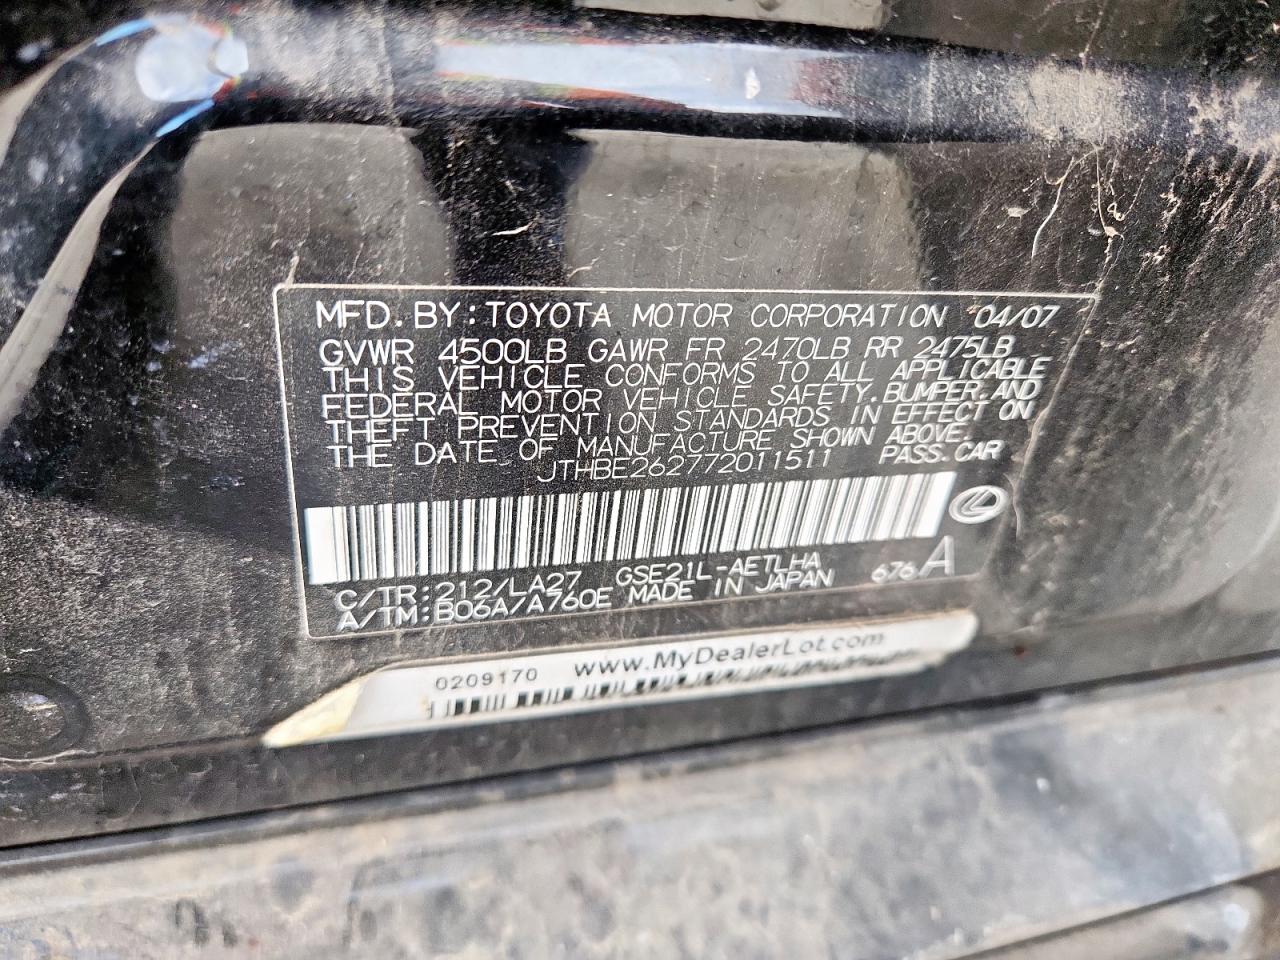 MFD. BY: TOYOTA MOTOR CORPORATION 04/07
GVWR 4500LB GAWR FR 2470LB RR 2475LB
THIS VEHICLE CONFORMS TO ALL APPLICABLE
FEDERAL MOTOR VEHICLE SAFETY, BUMPER, AND
THEFT PREVENTION STANDARDS IN EFFECT ON
THE DATE OF MANUFACTURE SHOWN ABOVE.
JTHBE262772011511 PASS. CAR
C/TR: 212/LA27 GSE21L-AETLHA
A/TM: B06A/A760E MADE IN JAPAN 676 A
0209170 www.MyDealerLot.com